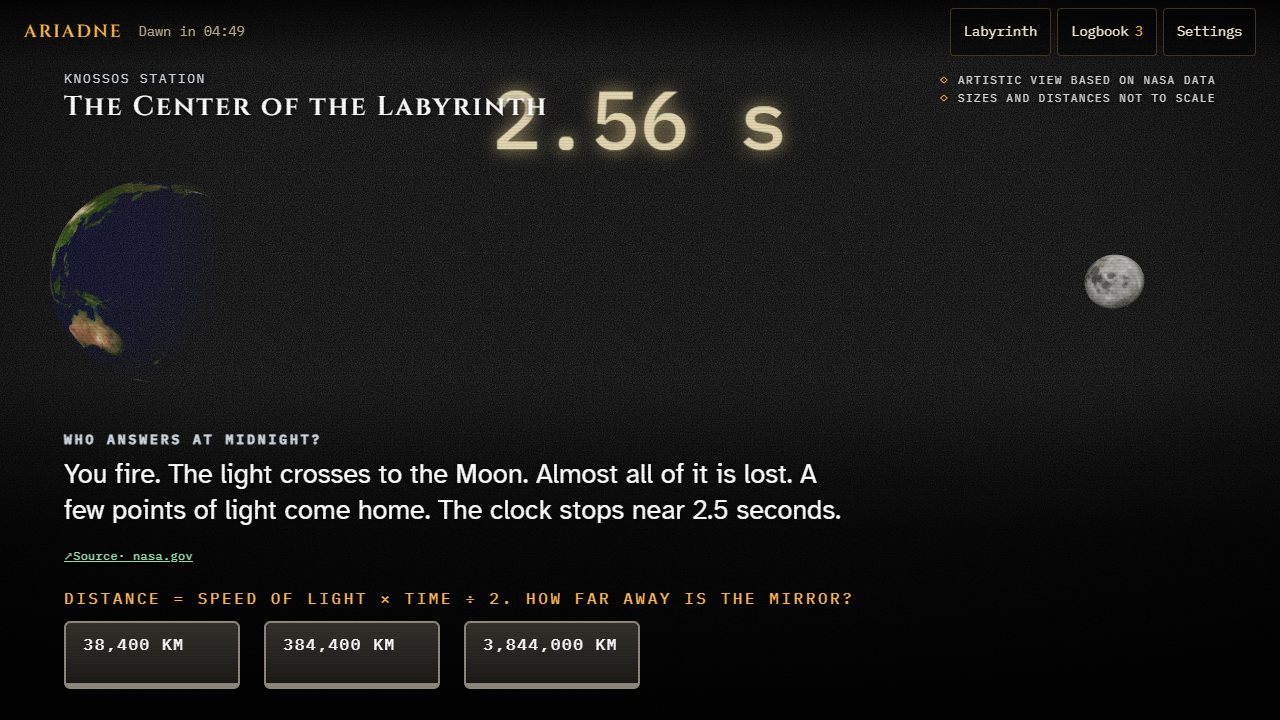 ARIADNE Dawn in 04:49 Labyrinth Logbook 3 Settings
KNOSSOS STATION
The Center of the Labyrinth
2.56 s
◇ ARTISTIC VIEW BASED ON NASA DATA
◇ SIZES AND DISTANCES NOT TO SCALE
WHO ANSWERS AT MIDNIGHT?
You fire. The light crosses to the Moon. Almost all of it is lost. A
few points of light come home. The clock stops near 2.5 seconds.
↗Source· nasa.gov
DISTANCE = SPEED OF LIGHT × TIME ÷ 2. HOW FAR AWAY IS THE MIRROR?
38,400 KM 384,400 KM 3,844,000 KM